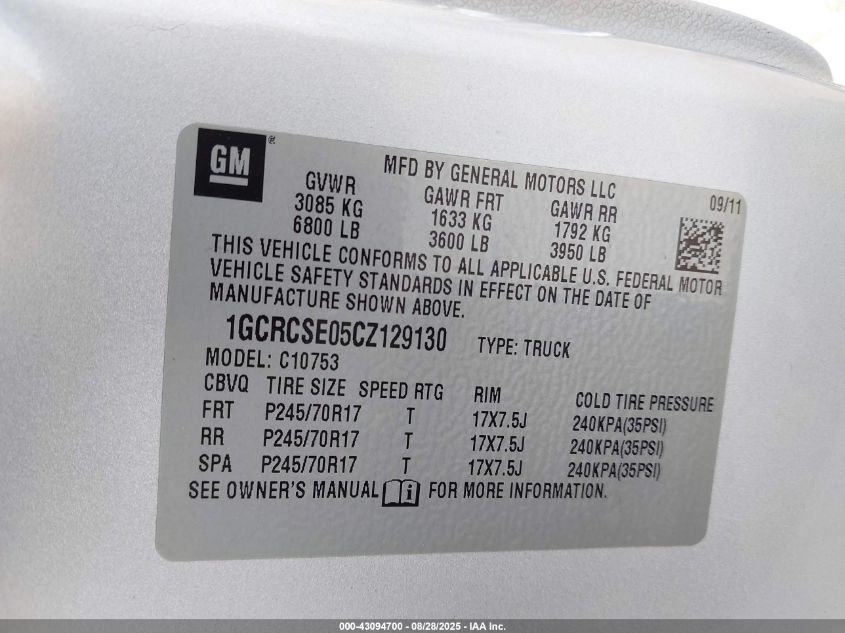 GM®
MFD BY GENERAL MOTORS LLC
09/11
GVWR GAWR FRT GAWR RR
3085 KG 1633 KG 1792 KG
6800 LB 3600 LB 3950 LB
THIS VEHICLE CONFORMS TO ALL APPLICABLE U.S. FEDERAL MOTOR
VEHICLE SAFETY STANDARDS IN EFFECT ON THE DATE OF
MANUFACTURE SHOWN ABOVE.
1GCRCSE05CZ129130 TYPE: TRUCK
MODEL: C10753
CBVQ TIRE SIZE SPEED RTG RIM COLD TIRE PRESSURE
FRT P245/70R17 T 17X7.5J 240KPA(35PSI)
RR P245/70R17 T 17X7.5J 240KPA(35PSI)
SPA P245/70R17 T 17X7.5J 240KPA(35PSI)
SEE OWNER'S MANUAL i FOR MORE INFORMATION.
000-43094700 - 08/28/2025 - IAA Inc.